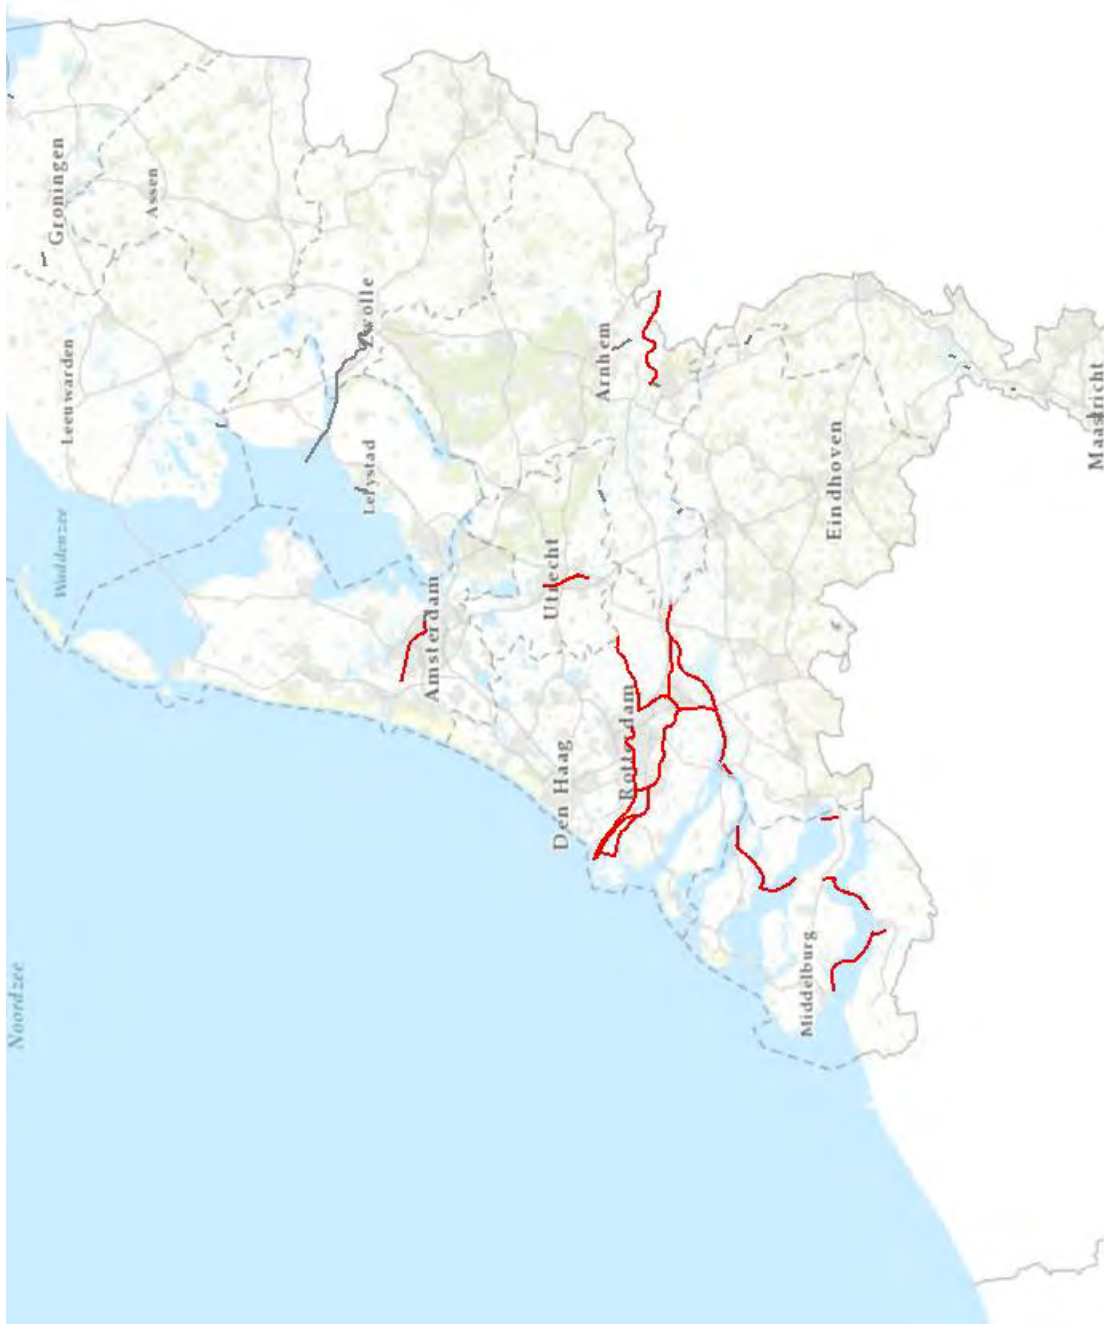 Groningen
Assen
Leeuwarden
Zwolle
Waddenzee
Lelystad
Amsterdam
Utrecht
Arnhem
Den Haag
Rotterdam
Eindhoven
Maastricht
Middelburg
Noordzee